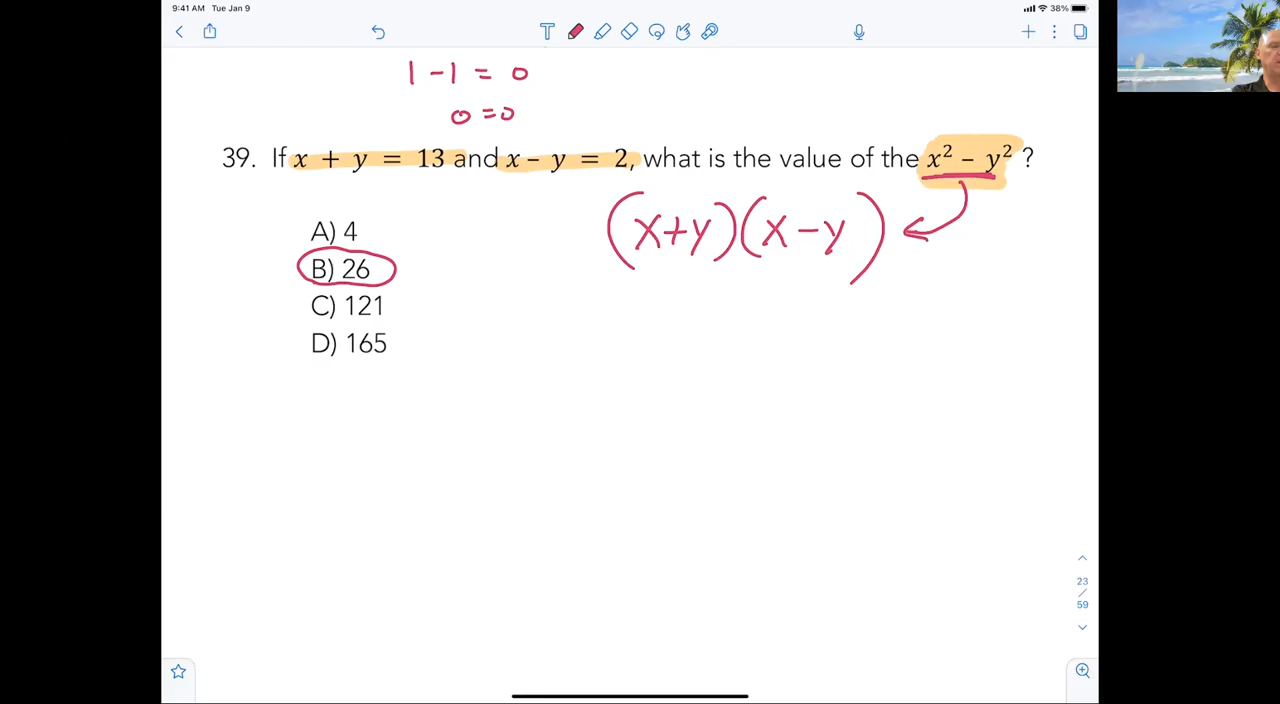 9:41 AM Tue Jan 9
38%
1 - 1 = 0
0 = 0
39. If x + y = 13 and x – y = 2, what is the value of the x² – y² ?
(x+y)(x-y)
A) 4
B) 26
C) 121
D) 165
23
/
59